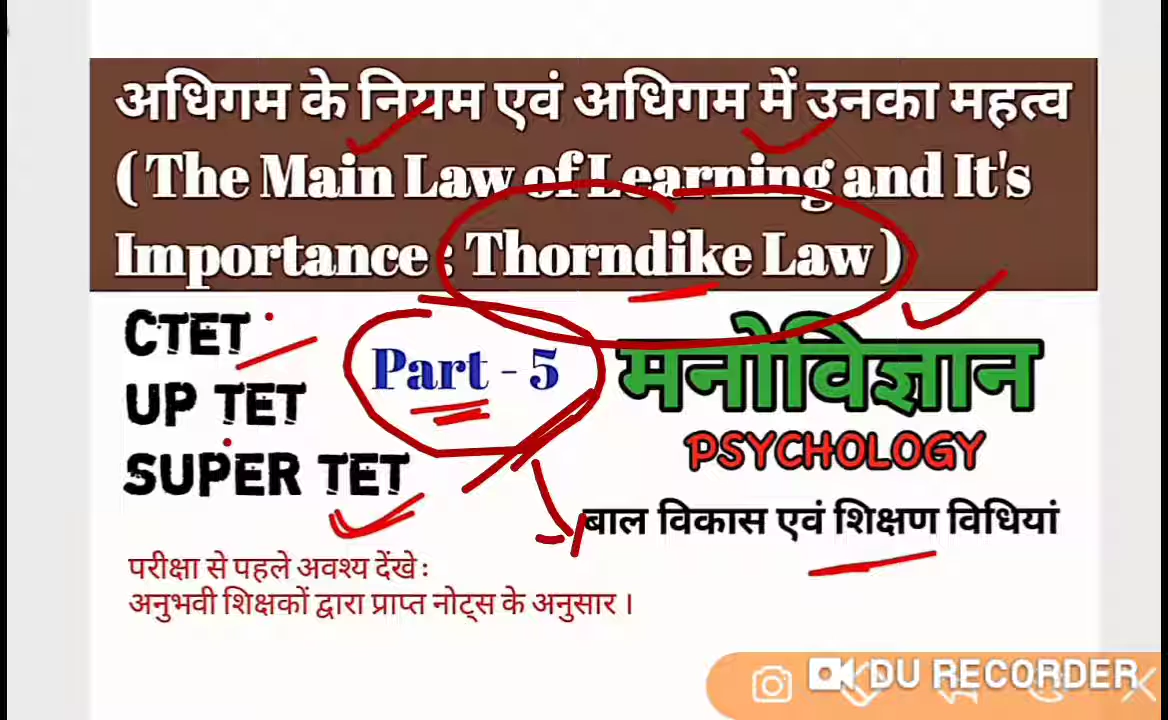 अधिगम के नियम एवं अधिगम में उनका महत्व
( The Main Law of Learning and It's
Importance : Thorndike Law )
CTET
UP TET
SUPER TET
Part - 5
मनोविज्ञान
PSYCHOLOGY
बाल विकास एवं शिक्षण विधियां
परीक्षा से पहले अवश्य देंखे :
अनुभवी शिक्षकों द्वारा प्राप्त नोट्स के अनुसार ।
DU RECORDER